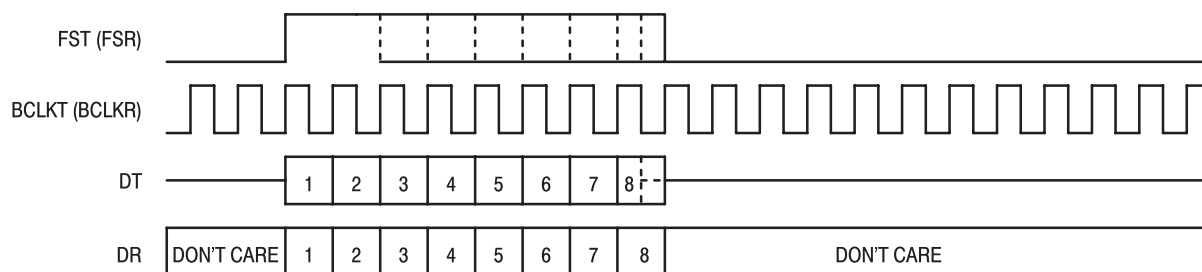 FST (FSR)
BCLKT (BCLKR)
DT 1 2 3 4 5 6 7 8
DR DON'T CARE 1 2 3 4 5 6 7 8 DON'T CARE